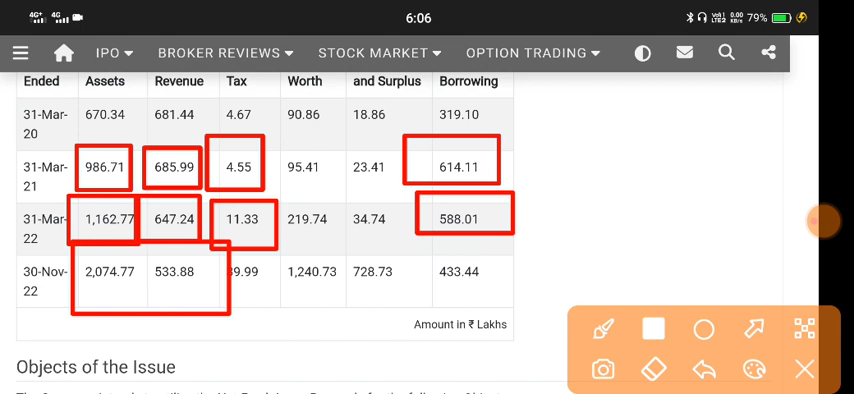 4G+ 4G 6:06 Vo1) LTE2 0.00 KB/s 79%
IPO BROKER REVIEWS STOCK MARKET OPTION TRADING
Ended Assets Revenue Tax Worth and Surplus Borrowing
31-Mar-20 670.34 681.44 4.67 90.86 18.86 319.10
31-Mar-21 986.71 685.99 4.55 95.41 23.41 614.11
31-Mar-22 1,162.77 647.24 11.33 219.74 34.74 588.01
30-Nov-22 2,074.77 533.88 39.99 1,240.73 728.73 433.44
Amount in ₹ Lakhs
Objects of the Issue